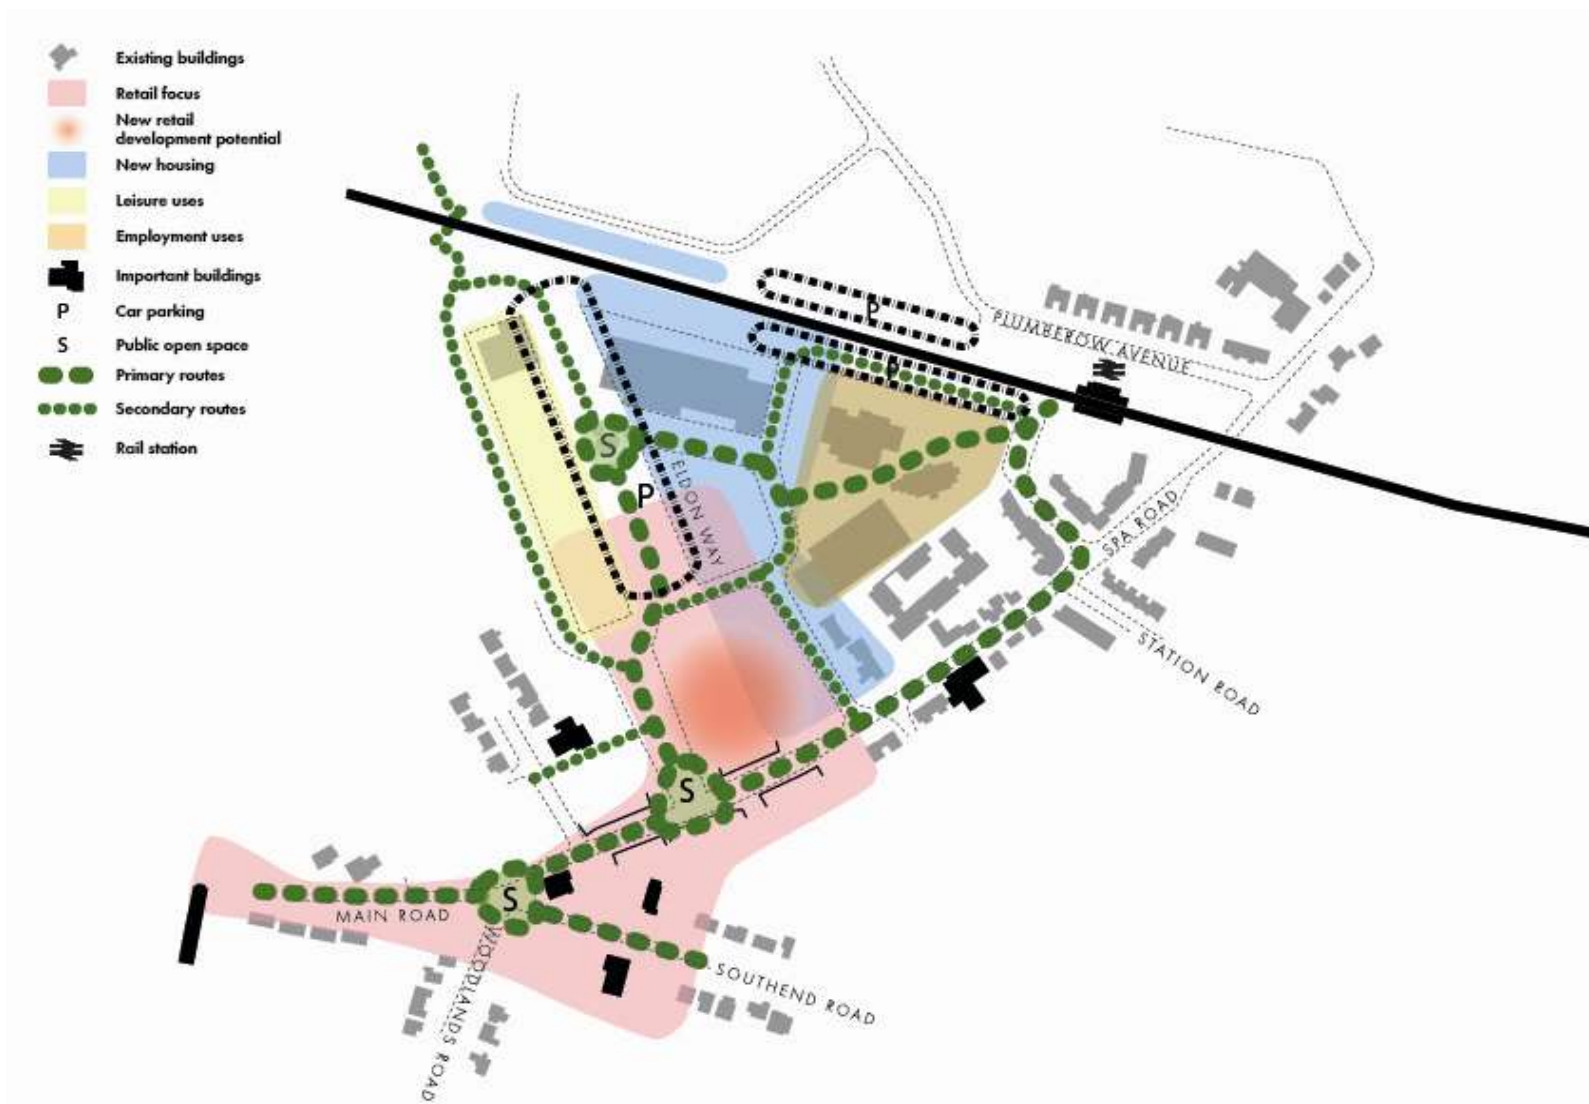 Existing buildings
Retail focus
New retail
development potential
New housing
Leisure uses
Employment uses
Important buildings
P
Car parking
S
Public open space
Primary routes
Secondary routes
Rail station
P
PLUMBEROW AVENUE
P
S
P
ELDON WAY
SPA ROAD
STATION ROAD
S
S
MAIN ROAD
WOODLANDS ROAD
SOUTHEND ROAD